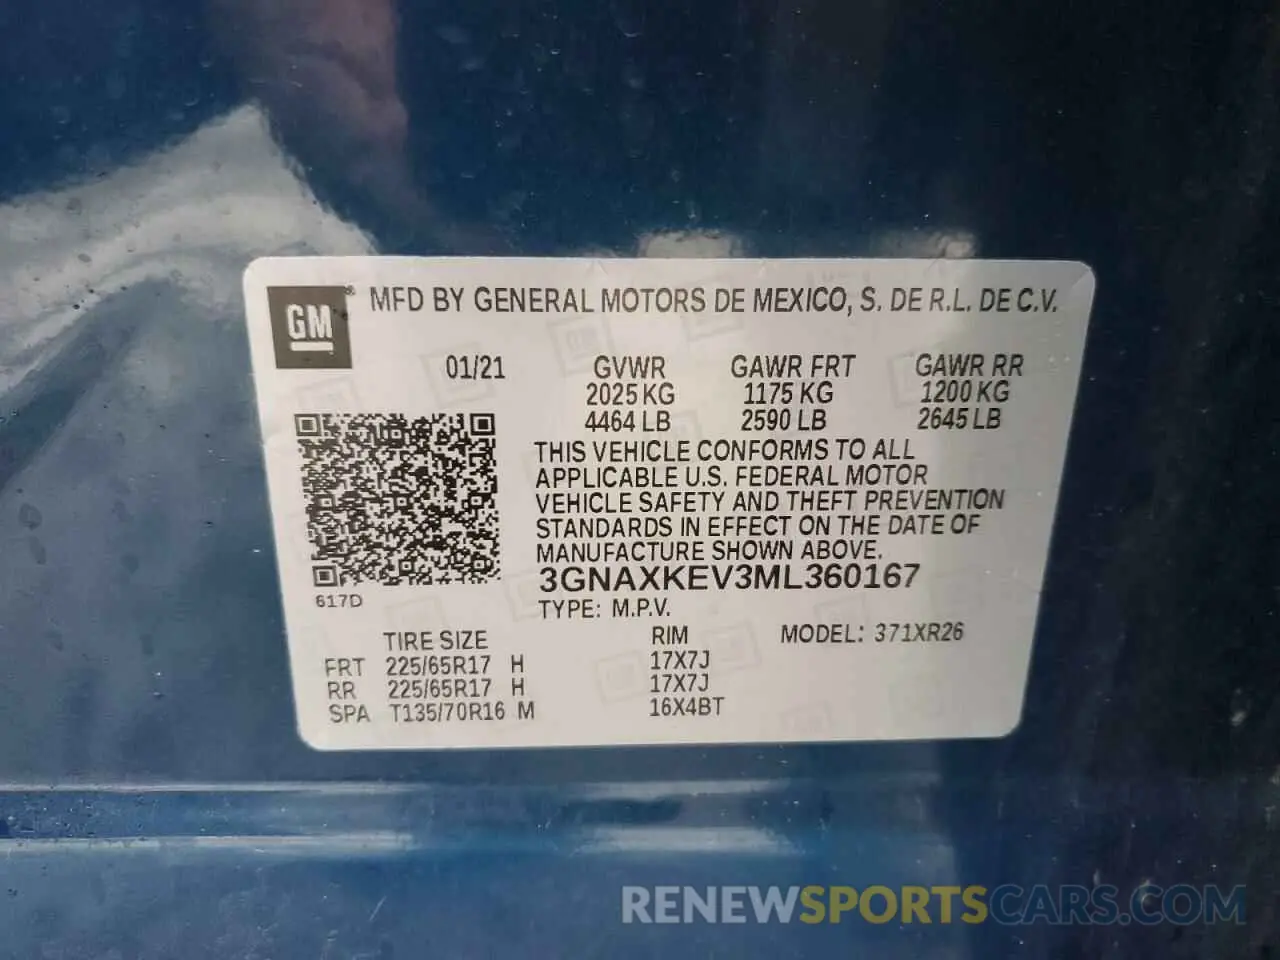 GM ® MFD BY GENERAL MOTORS DE MEXICO, S. DE R.L. DE C.V.
01/21 GVWR GAWR FRT GAWR RR
2025 KG 1175 KG 1200 KG
4464 LB 2590 LB 2645 LB
THIS VEHICLE CONFORMS TO ALL
APPLICABLE U.S. FEDERAL MOTOR
VEHICLE SAFETY AND THEFT PREVENTION
STANDARDS IN EFFECT ON THE DATE OF
MANUFACTURE SHOWN ABOVE.
3GNAXKEV3ML360167
617D
TYPE: M.P.V.
TIRE SIZE RIM MODEL: 371XR26
FRT 225/65R17 H 17X7J
RR 225/65R17 H 17X7J
SPA T135/70R16 M 16X4BT
RENEWSPORTSCARS.COM